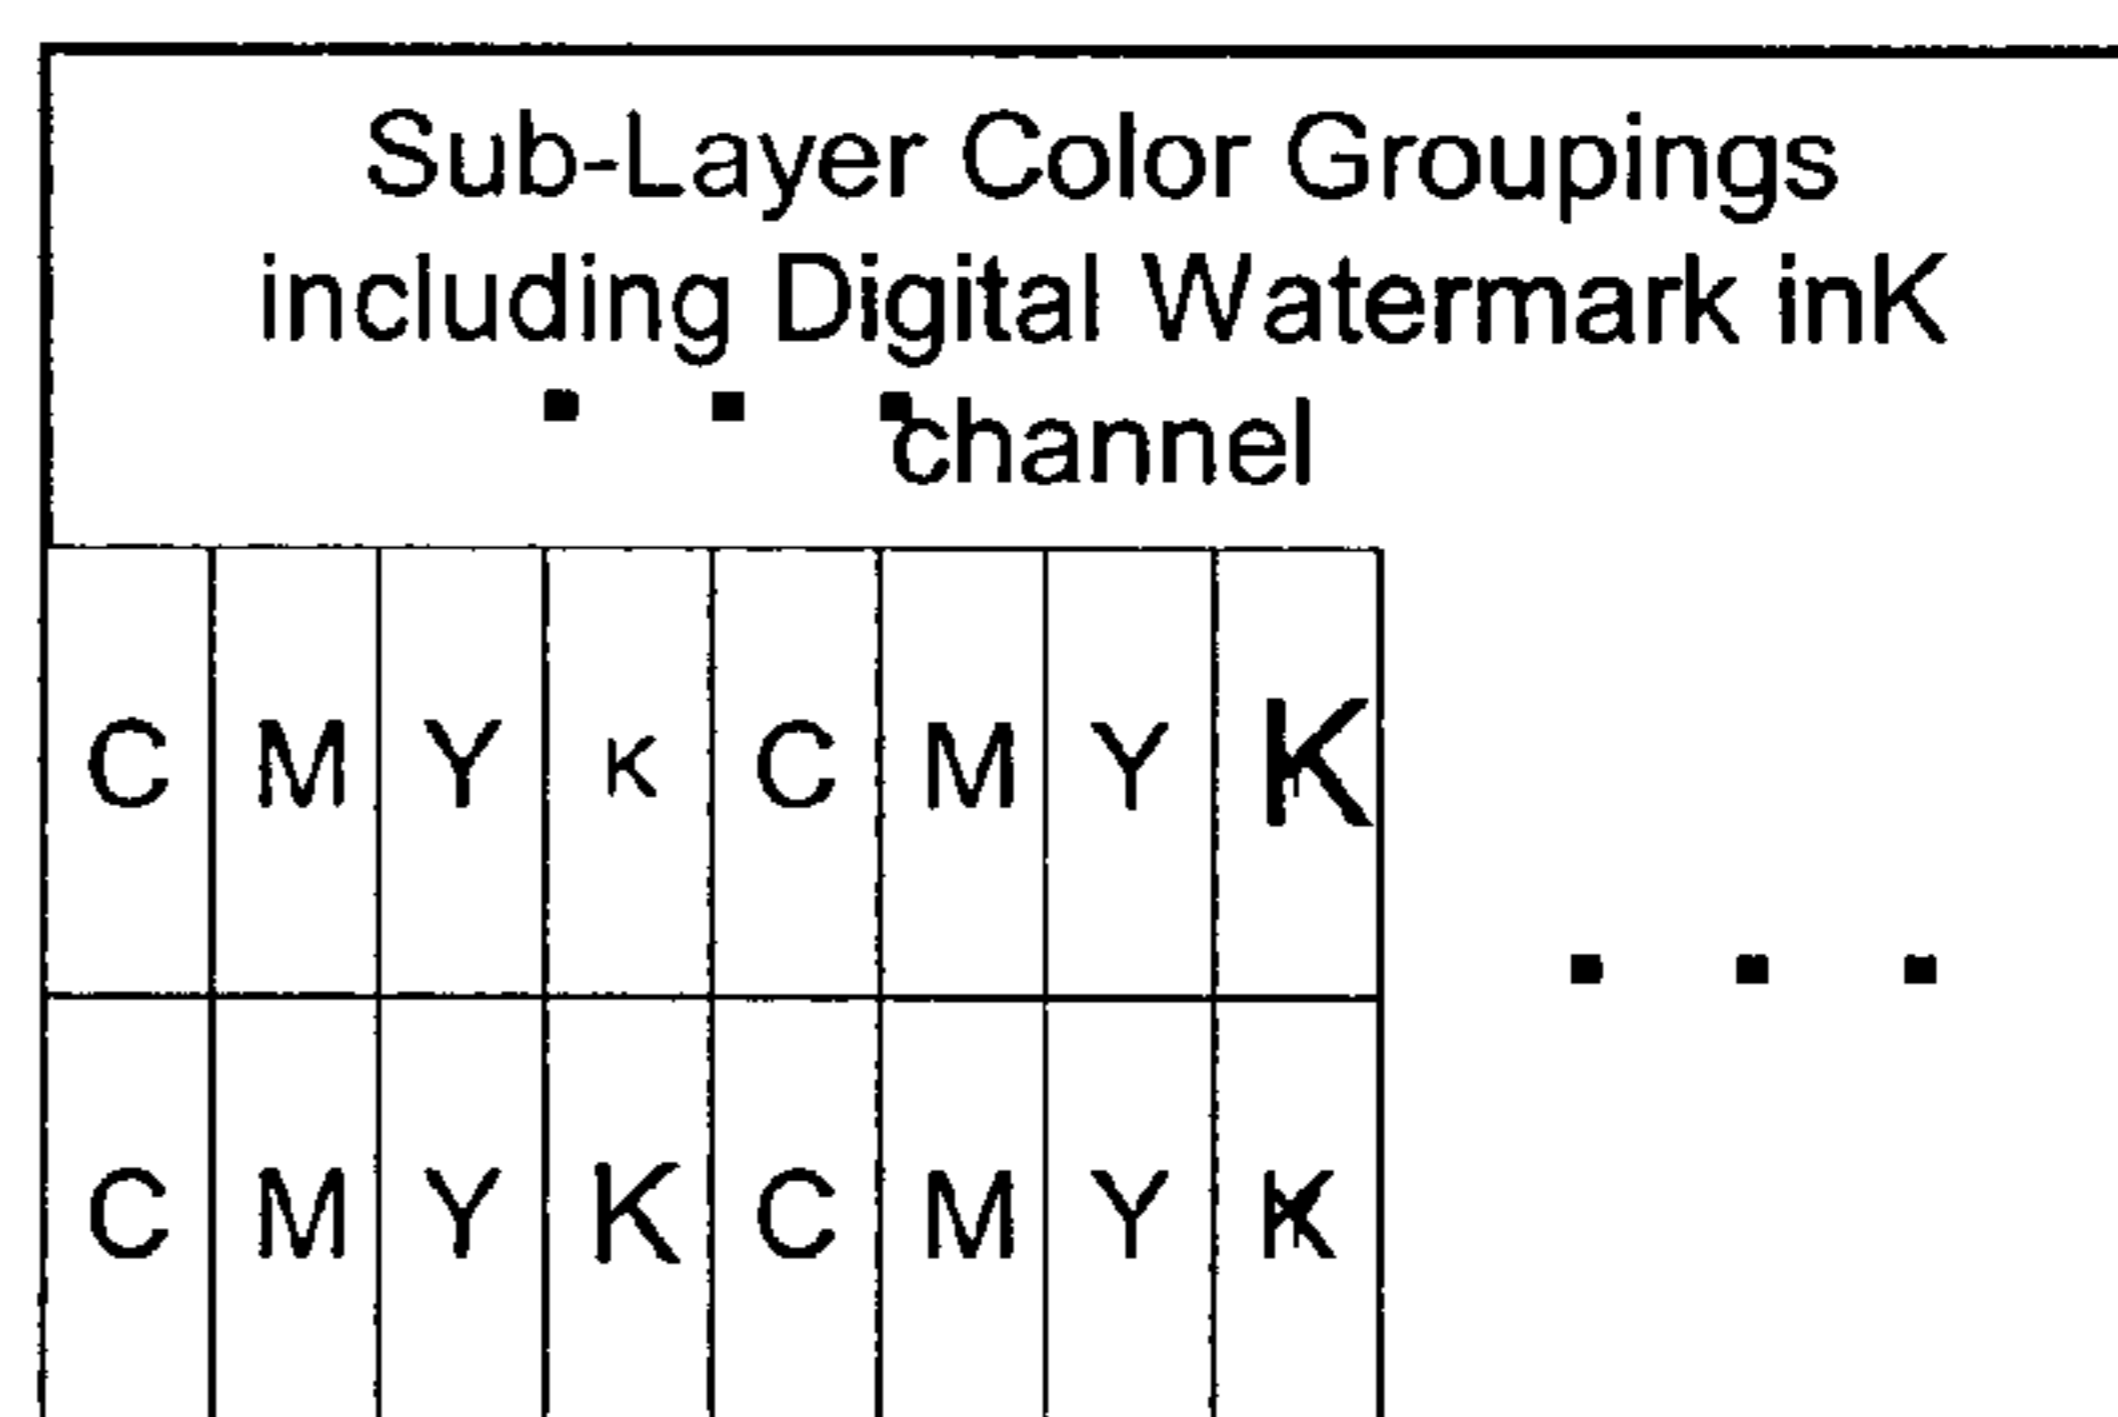 Sub-Layer Color Groupings
including Digital Watermark inK
channel
C M Y K C M Y K
C M Y K C M Y K